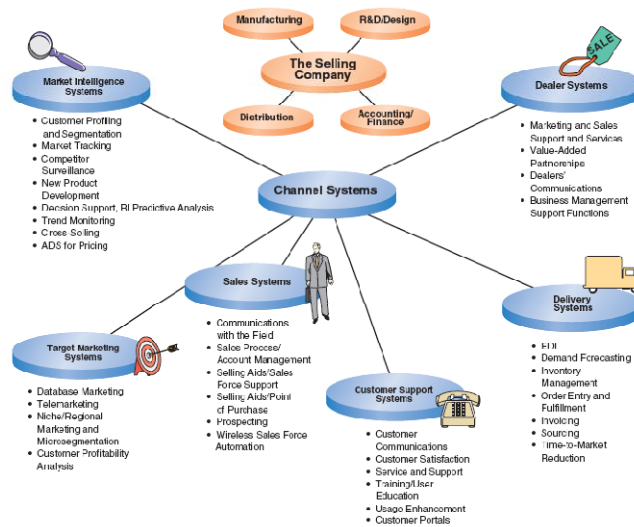 Manufacturing
R&D/Design
The Selling
Company
Distribution
Accounting/
Finance
SALE
Market Intelligence
Systems
• Customer Profiling
and Segmentation
• Market Tracking
• Competitor
Surveillance
• New Product
Development
• Decision Support, BI Predictive Analysis
• Trend Monitoring
• Cross-Selling
• ADS for Pricing
Dealer Systems
• Marketing and Sales
Support and Services
• Value-Added
Partnerships
• Dealers'
Communications
• Business Management
Support Functions
Channel Systems
Sales Systems
• Communications
with the Field
• Sales Process/
Account Management
• Selling Aids/Sales
Force Support
• Selling Aids/Point
of Purchase
• Prospecting
• Wireless Sales Force
Automation
Delivery
Systems
• EDI
• Demand Forecasting
• Inventory
Management
• Order Entry and
Fulfillment
• Invoicing
• Sourcing
• Time-to-Market
Reduction
Target Marketing
Systems
• Database Marketing
• Telemarketing
• Niche/Regional
Marketing and
Microsegmentation
• Customer Profitability
Analysis
Customer Support
Systems
• Customer
Communications
• Customer Satisfaction
• Service and Support
• Training/User
Education
• Usage Enhancement
• Customer Portals